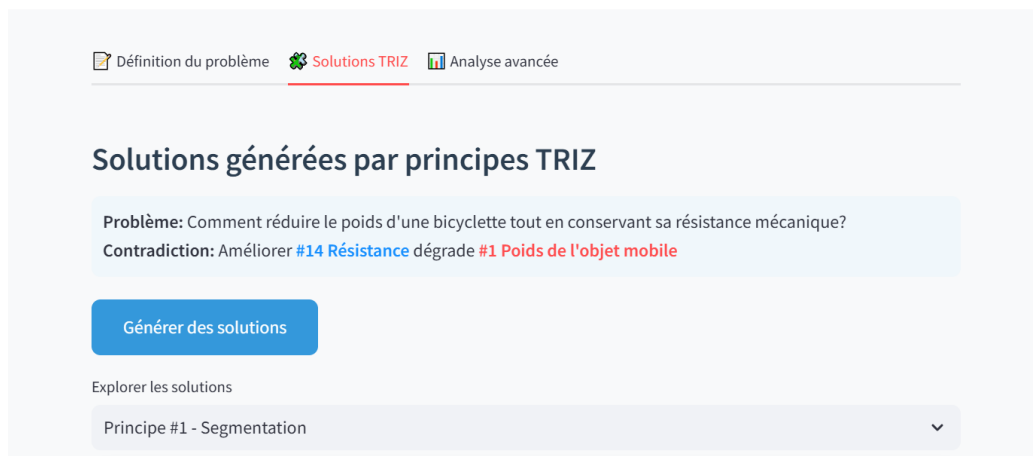 Définition du problème Solutions TRIZ Analyse avancée
Solutions générées par principes TRIZ
Problème: Comment réduire le poids d'une bicyclette tout en conservant sa résistance mécanique?
Contradiction: Améliorer #14 Résistance dégrade #1 Poids de l'objet mobile
Générer des solutions
Explorer les solutions
Principe #1 - Segmentation